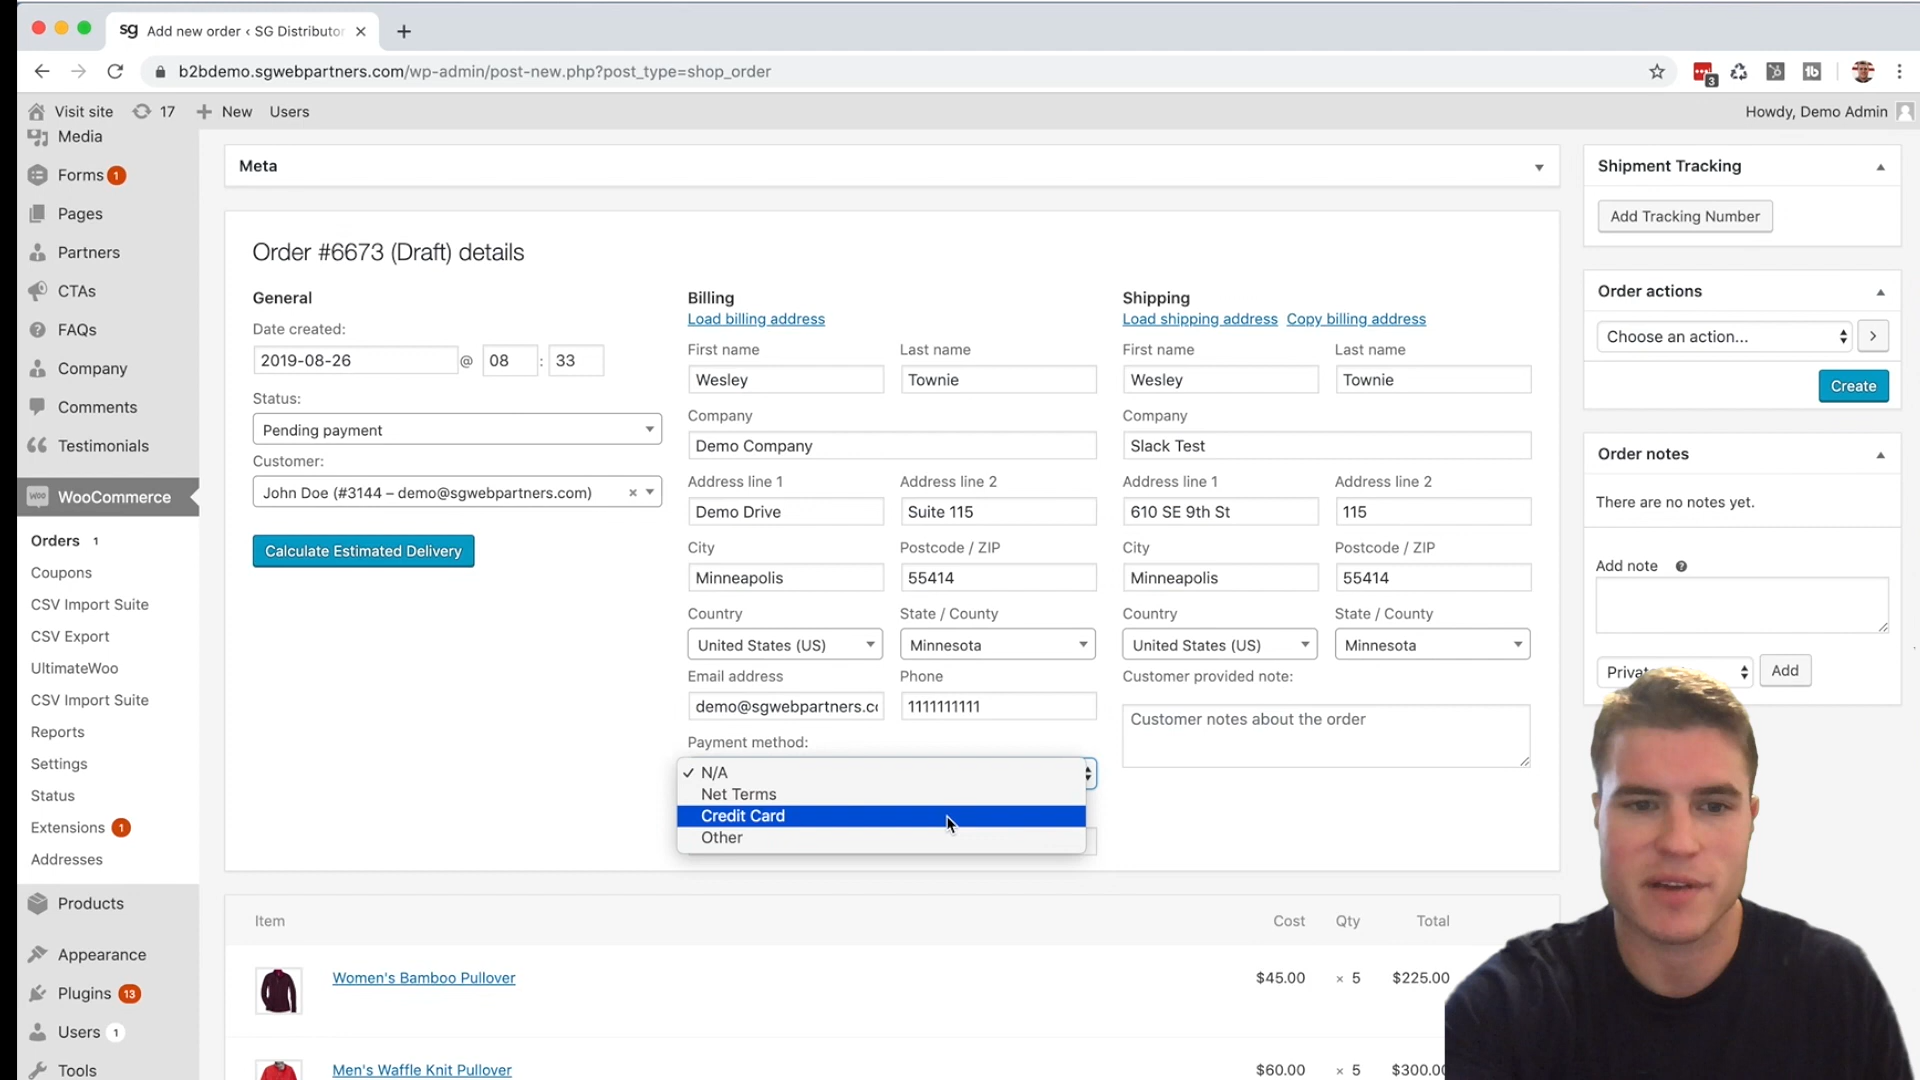 sg Add new order ‹ SG Distributor
b2bdemo.sgwebpartners.com/wp-admin/post-new.php?post_type=shop_order
3
tb
Visit site 17 New Users
Howdy, Demo Admin
Media
Forms 1
Pages
Partners
CTAs
FAQs
Company
Comments
Testimonials
woo WooCommerce
Orders 1
Coupons
CSV Import Suite
CSV Export
UltimateWoo
CSV Import Suite
Reports
Settings
Status
Extensions 1
Addresses
Products
Appearance
Plugins 13
Users 1
Tools
Meta
Order #6673 (Draft) details
General
Date created:
2019-08-26 @ 08 : 33
Status:
Pending payment
Customer:
John Doe (#3144 – demo@sgwebpartners.com) ×
Calculate Estimated Delivery
Billing
Load billing address
First name Last name
Wesley Townie
Company
Demo Company
Address line 1 Address line 2
Demo Drive Suite 115
City Postcode / ZIP
Minneapolis 55414
Country State / County
United States (US) Minnesota
Email address Phone
demo@sgwebpartners.c 1111111111
Payment method:
✓ N/A
Net Terms
Credit Card
Other
Shipping
Load shipping address Copy billing address
First name Last name
Wesley Townie
Company
Slack Test
Address line 1 Address line 2
610 SE 9th St 115
City Postcode / ZIP
Minneapolis 55414
Country State / County
United States (US) Minnesota
Customer provided note:
Customer notes about the order
Item Cost Qty Total
Women's Bamboo Pullover $45.00 × 5 $225.00
Men's Waffle Knit Pullover $60.00 × 5 $300.00
Shipment Tracking
Add Tracking Number
Order actions
Choose an action...
Create
Order notes
There are no notes yet.
Add note
Add